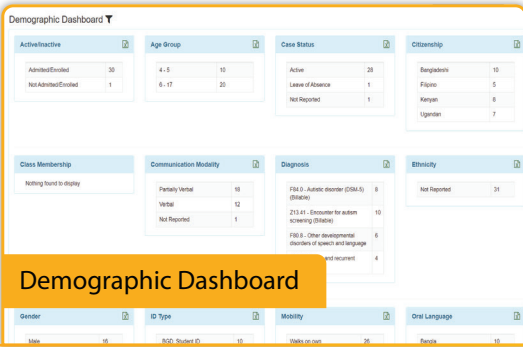 Demographic Dashboard
Active/Inactive
Admitted/Enrolled 30
Not Admitted/Enrolled 1
Age Group
4 - 5 10
6 - 17 20
Case Status
Active 28
Leave of Absence 1
Not Reported 1
Citizenship
Bangladeshi 10
Filipino 5
Kenyan 8
Ugandan 7
Class Membership
Nothing found to display
Communication Modality
Partially Verbal 18
Verbal 12
Not Reported 1
Diagnosis
F84.0 - Autistic disorder (DSM-5) 8
(Billable)
Z13.41 - Encounter for autism 10
screening (Billable)
F80.8 - Other developmental 6
disorders of speech and language
and recurrent 4
Ethnicity
Not Reported 31
Demographic Dashboard
Gender
Male 16
ID Type
BGD. Student ID 10
Mobility
Walks on own 26
Oral Language
Bangla 10